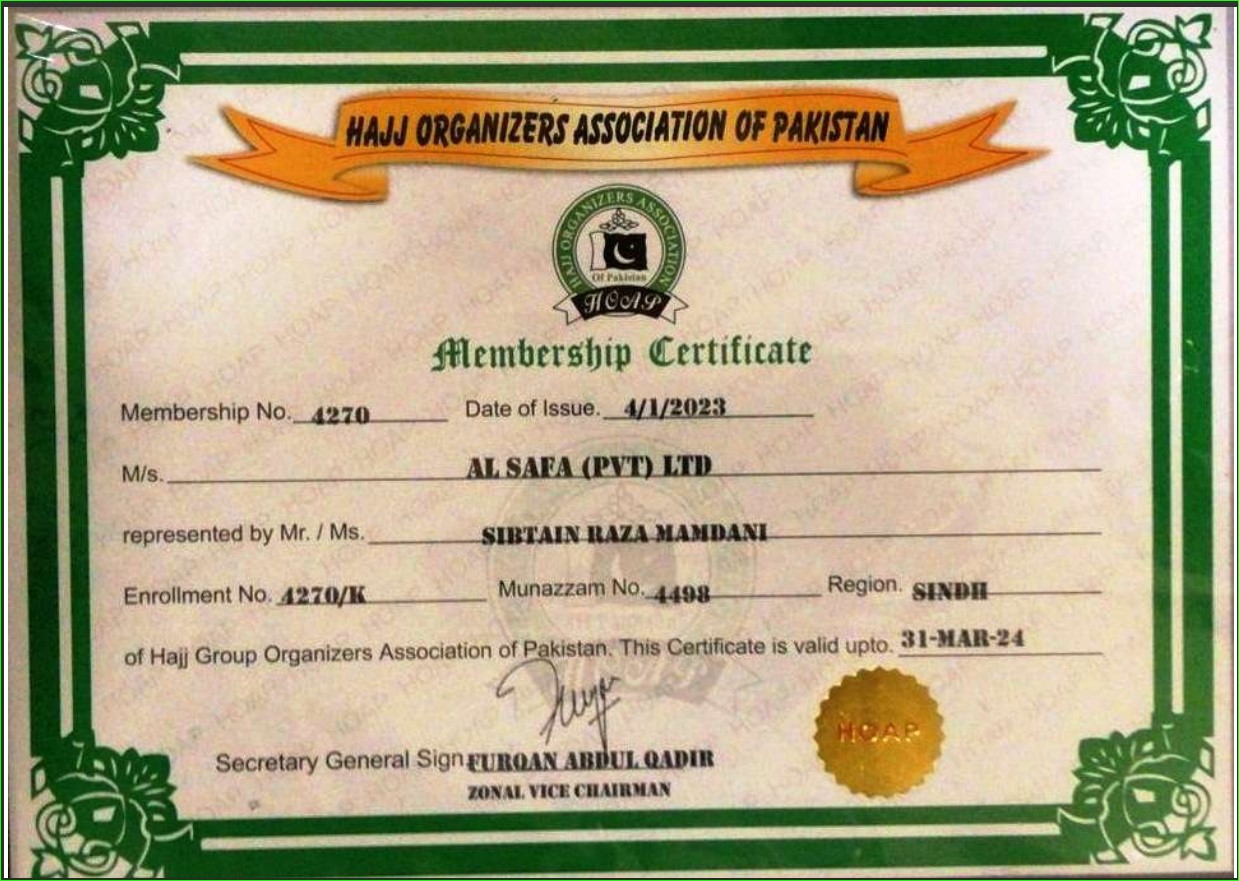 HAJJ ORGANIZERS ASSOCIATION OF PAKISTAN
HAJJ ORGANIZERS ASSOCIATION
Of Pakistan
HOAP
Membership Certificate
Membership No. 4270 Date of Issue. 4/1/2023
M/s. AL SAFA (PVT) LTD
represented by Mr. / Ms. SIBTAIN RAZA MAMDANI
Enrollment No. 4270/K Munazzam No. 4498 Region. SINDH
of Hajj Group Organizers Association of Pakistan. This Certificate is valid upto. 31-MAR-24
HOAP
Secretary General Sign FURQAN ABDUL QADIR
ZONAL VICE CHAIRMAN